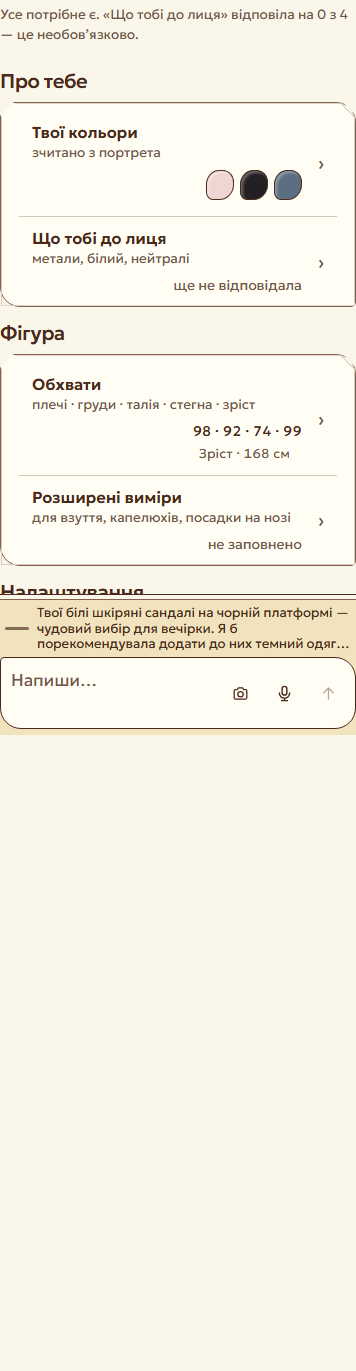 Усе потрібне є. «Що тобі до лиця» відповіла на 0 з 4
— це необов’язково.
Про тебе
Твої кольори
зчитано з портрета
Що тобі до лиця
метали, білий, нейтралі
ще не відповідала
Фігура
Обхвати
плечі · груди · талія · стегна · зріст
98 · 92 · 74 · 99
Зріст · 168 см
Розширені виміри
для взуття, капелюхів, посадки на нозі
не заповнено
Налаштування
Твої білі шкіряні сандалі на чорній платформі —
чудовий вибір для вечірки. Я б
порекомендувала додати до них темний одяг…
Напиши…